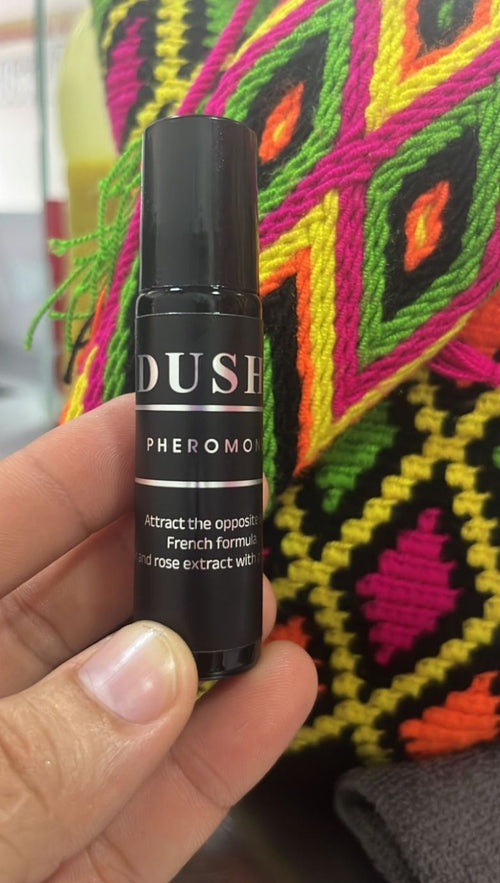 DUSH
PHEROMON
Attract the opposite
French formula
and rose extract with